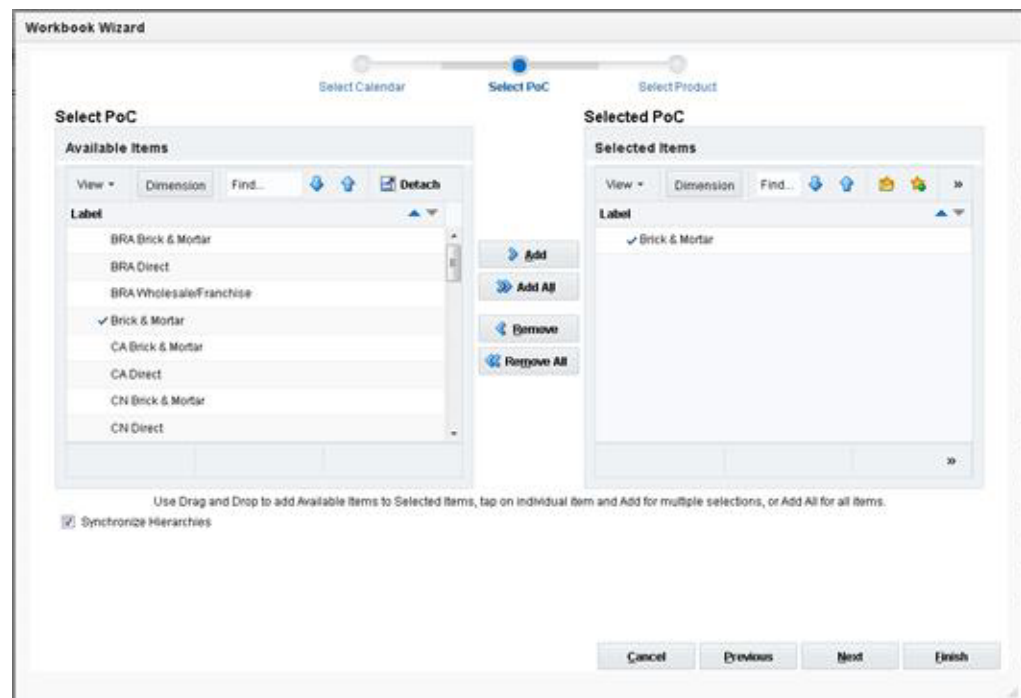 Workbook Wizard
Select Calendar
Select PoC
Select Product
Select PoC
Available Items
View
Dimension
Find...
Detach
Label
BRA Brick & Mortar
BRA Direct
BRA Wholesale/Franchise
Brick & Mortar
CA Brick & Mortar
CA Direct
CN Brick & Mortar
CN Direct
Add
Add All
Remove
Remove All
Selected PoC
Selected Items
View
Dimension
Find...
»
Label
Brick & Mortar
»
Use Drag and Drop to add Available Items to Selected Items, tap on individual item and Add for multiple selections, or Add All for all items.
Synchronize Hierarchies
Cancel
Previous
Next
Finish